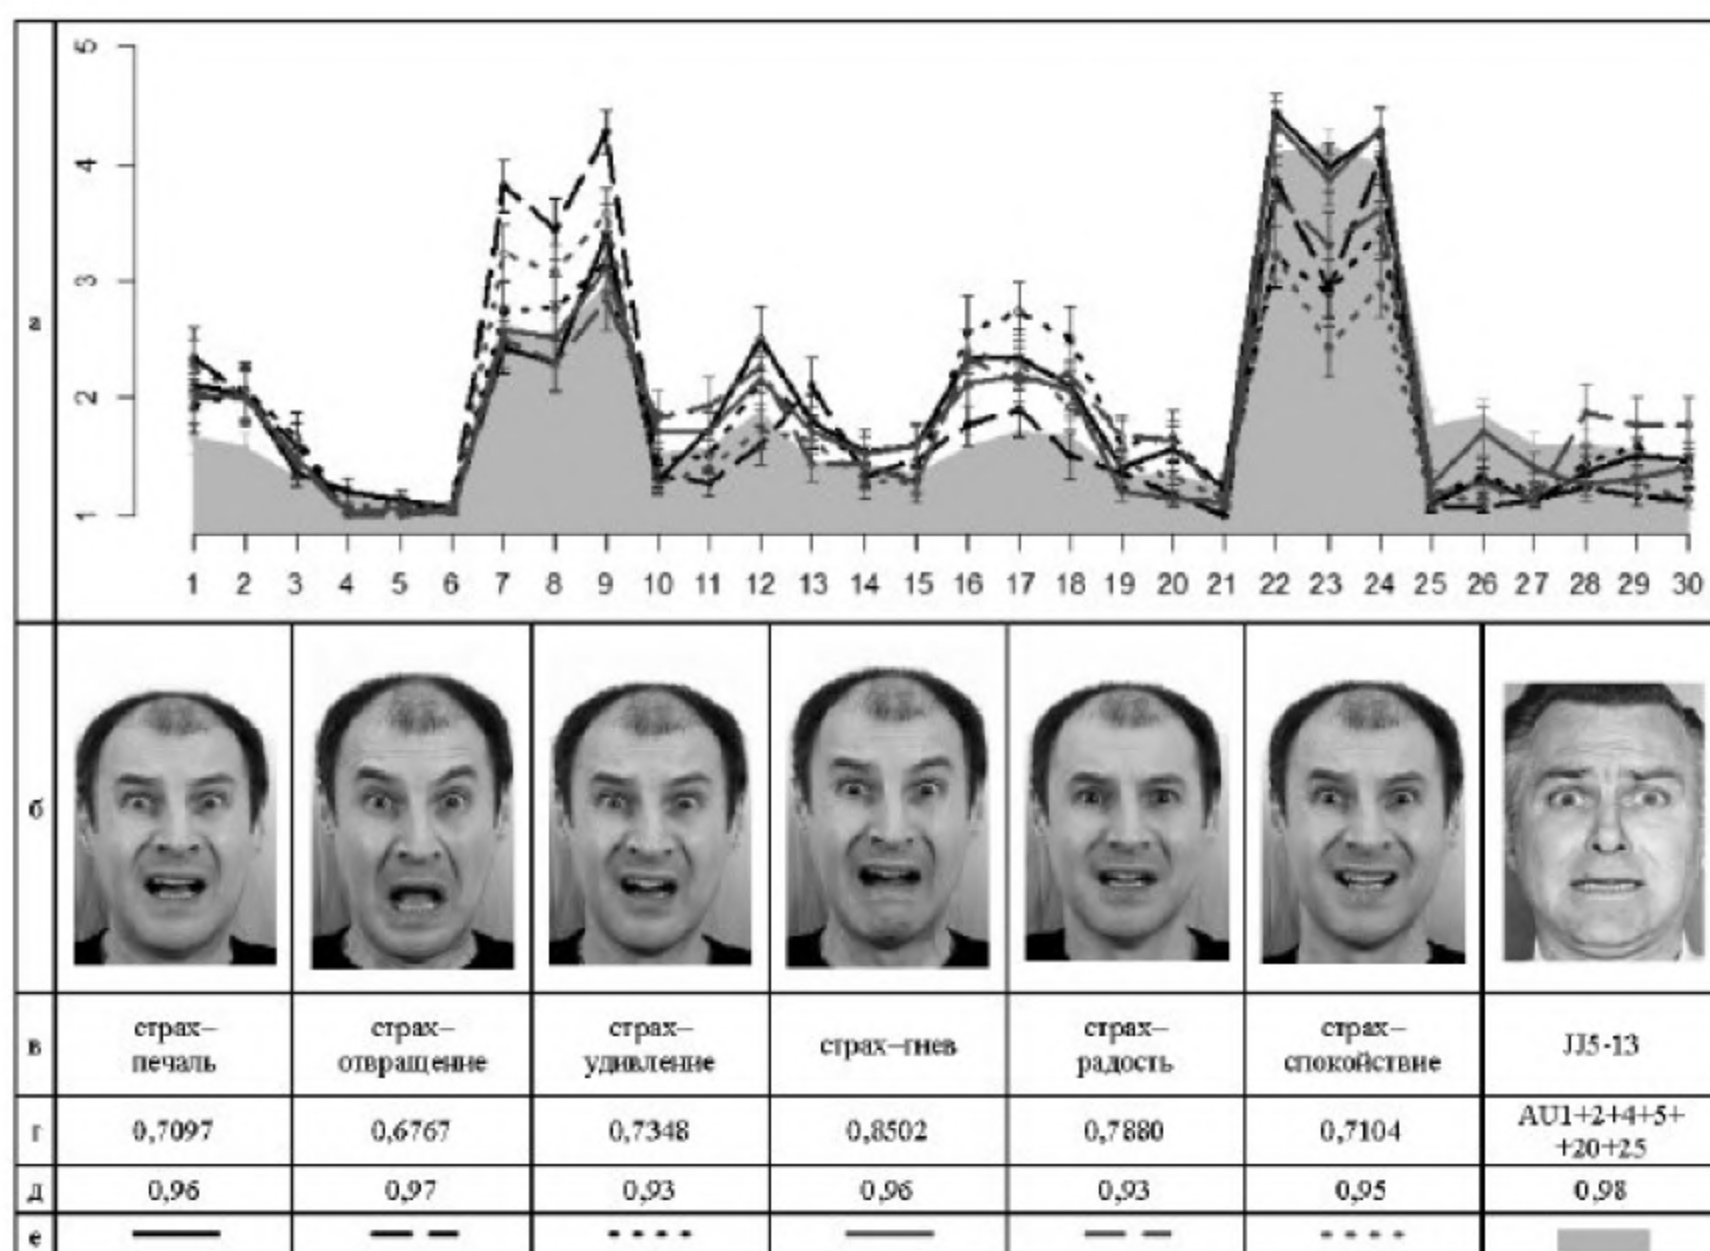 5
4
3
2
1
1 2 3 4 5 6 7 8 9 10 11 12 13 14 15 16 17 18 19 20 21 22 23 24 25 26 27 28 29 30
а
б
в
страх– печаль
страх– отвращение
страх– удивление
страх–гнев
страх– радость
страх– спокойствие
JJ5-13
г
0,7097
0,6767
0,7348
0,8502
0,7880
0,7104
AU1+2+4+5+
+20+25
д
0,96
0,97
0,93
0,96
0,93
0,95
0,98
е